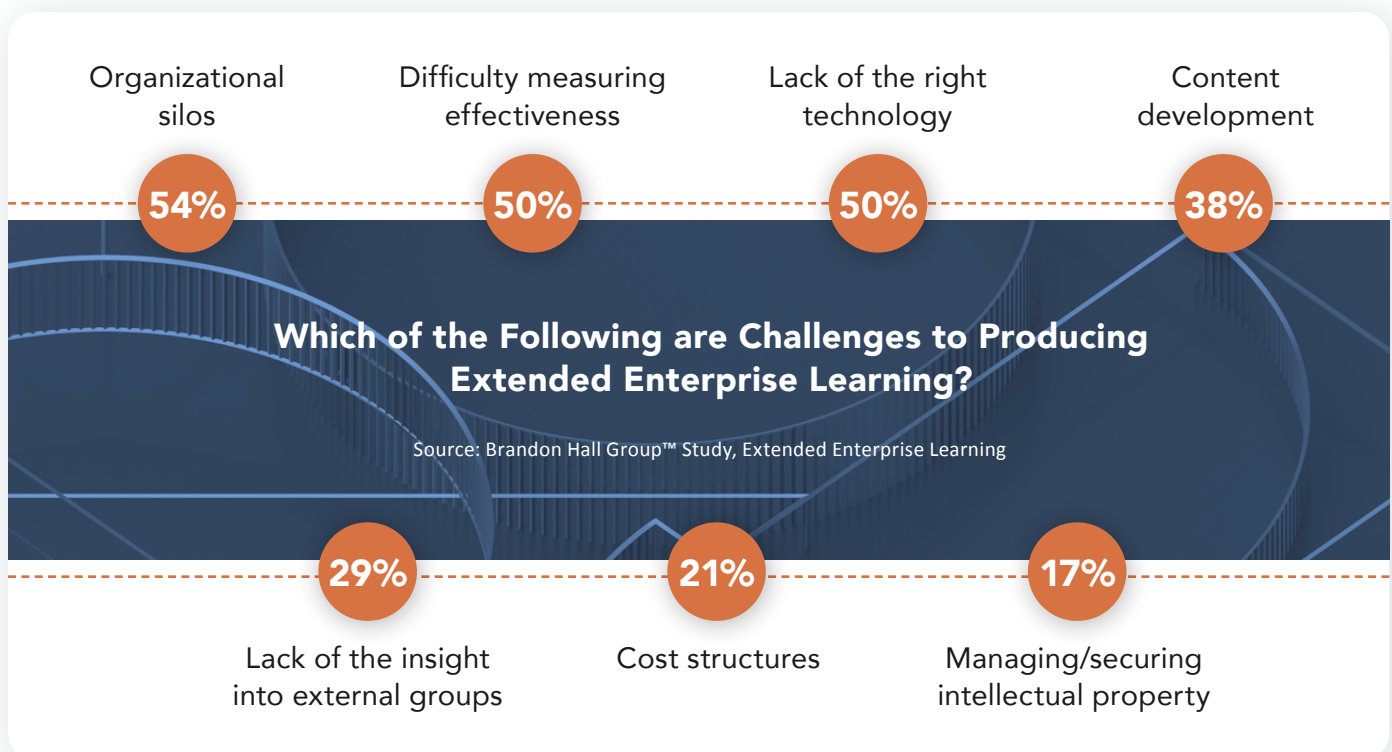 Organizational
silos
Difficulty measuring
effectiveness
Lack of the right
technology
Content
development
54%
50%
50%
38%
Which of the Following are Challenges to Producing
Extended Enterprise Learning?
Source: Brandon Hall Group™ Study, Extended Enterprise Learning
29%
21%
17%
Lack of the insight
into external groups
Cost structures
Managing/securing
intellectual property